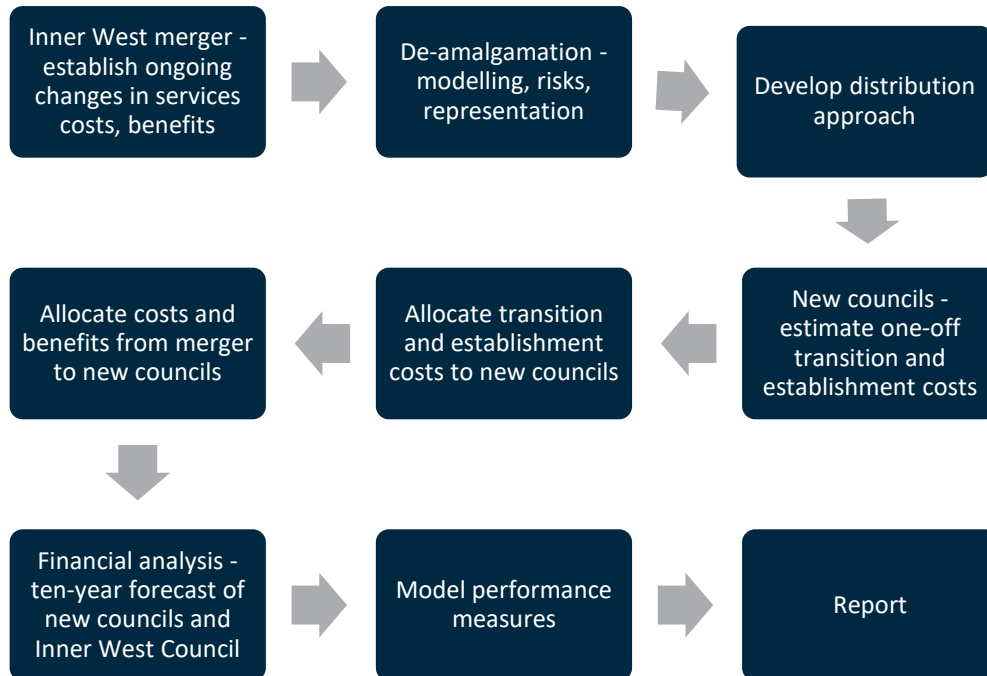 Inner West merger -
establish ongoing
changes in services
costs, benefits
De-amalgamation -
modelling, risks,
representation
Develop distribution
approach
New councils -
estimate one-off
transition and
establishment costs
Allocate transition
and establishment
costs to new councils
Allocate costs and
benefits from merger
to new councils
Financial analysis -
ten-year forecast of
new councils and
Inner West Council
Model performance
measures
Report